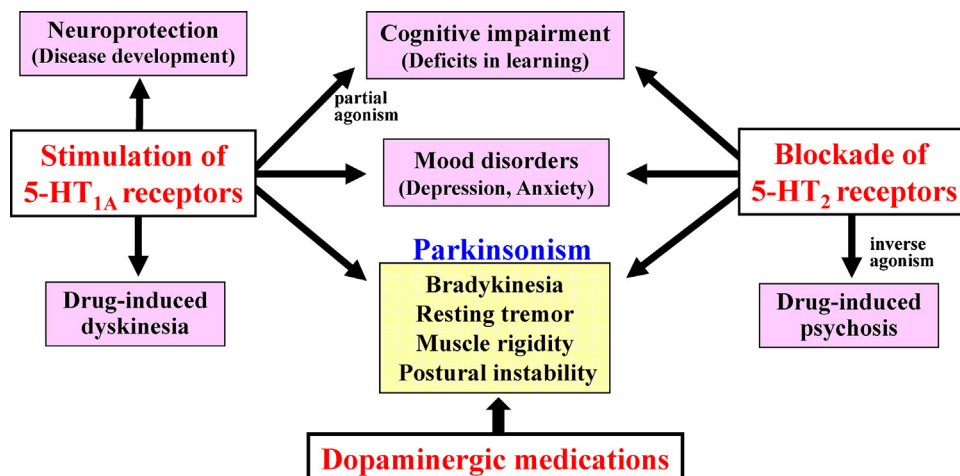 Neuroprotection
(Disease development)
Cognitive impairment
(Deficits in learning)
partial
agonism
Stimulation of
5-HT1A receptors
Mood disorders
(Depression, Anxiety)
Blockade of
5-HT2 receptors
Parkinsonism
inverse
agonism
Drug-induced
dyskinesia
Bradykinesia
Resting tremor
Muscle rigidity
Postural instability
Drug-induced
psychosis
Dopaminergic medications